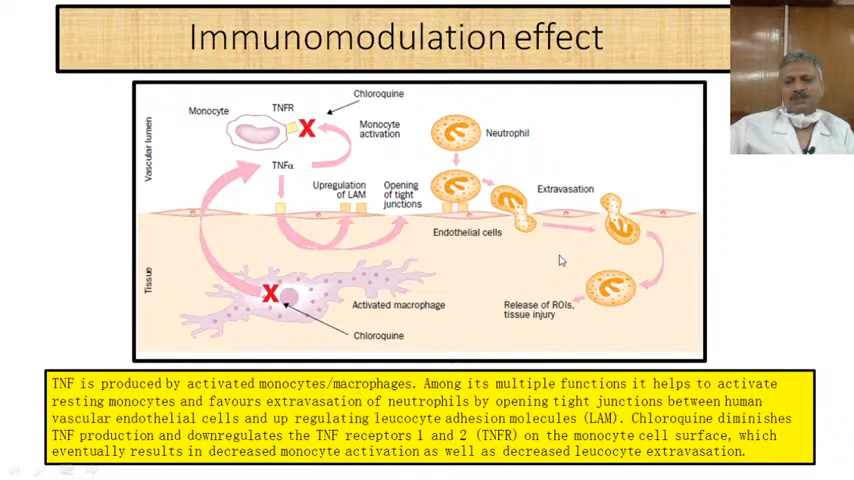 Immunomodulation effect
Chloroquine
Monocyte
TNFR
Monocyte
activation
Neutrophil
Vascular lumen
TNFα
Upregulation
of LAM
Opening
of tight
junctions
Extravasation
Endothelial cells
Tissue
Activated macrophage
Release of ROIs,
tissue injury
Chloroquine
TNF is produced by activated monocytes/macrophages. Among its multiple functions it helps to activate
resting monocytes and favours extravasation of neutrophils by opening tight junctions between human
vascular endothelial cells and up regulating leucocyte adhesion molecules (LAM). Chloroquine diminishes
TNF production and downregulates the TNF receptors 1 and 2 (TNFR) on the monocyte cell surface, which
eventually results in decreased monocyte activation as well as decreased leucocyte extravasation.